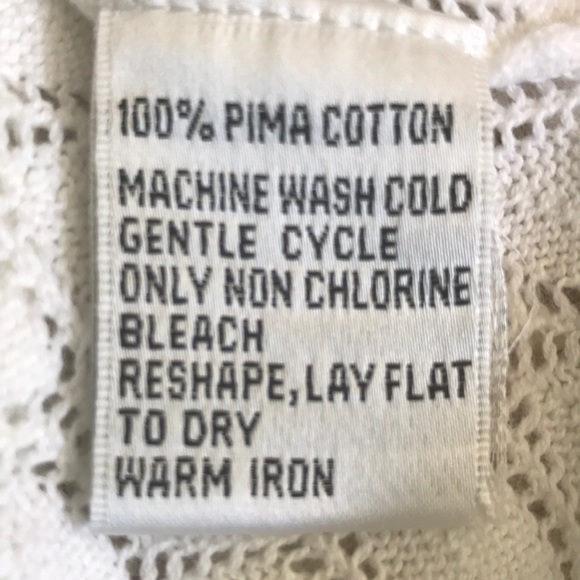 100% PIMA COTTON
MACHINE WASH COLD
GENTLE CYCLE
ONLY NON CHLORINE
BLEACH
RESHAPE, LAY FLAT
TO DRY
WARM IRON